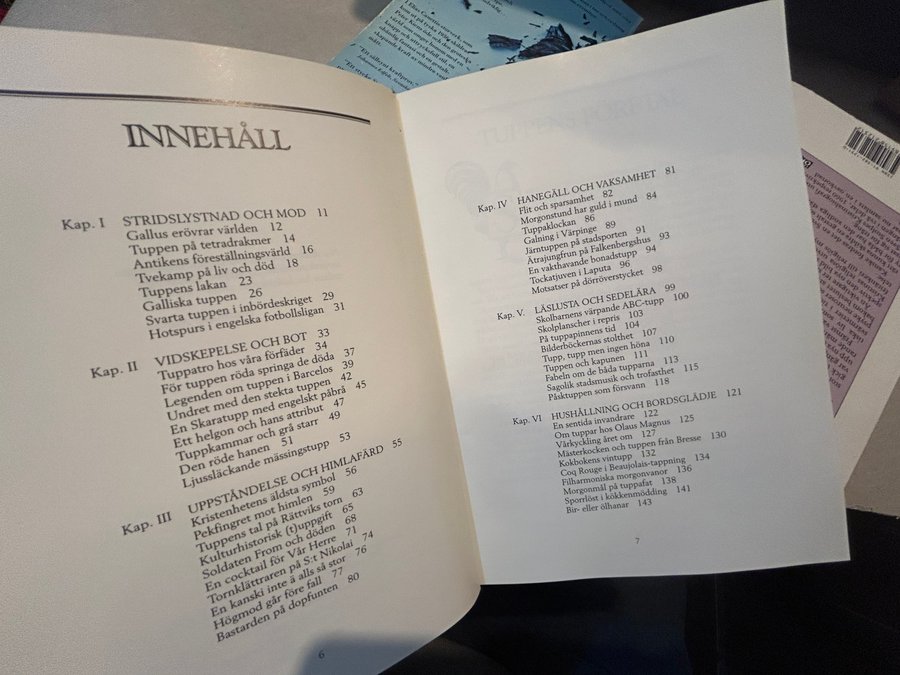 INNEHÅLL
Kap. I STRIDSLYSTNAD OCH MOD 11
Gallus erövrar världen 12
Tuppen på tetradrakmer 14
Antikens föreställningsvärld 16
Tvekamp på liv och död 18
Tuppens lakan 23
Galliska tuppen 26
Svarta tuppen i inbördeskriget 29
Hotspurs i engelska fotbollsligan 31
Kap. II VIDSKEPELSE OCH BOT 33
Tuppatro hos våra förfäder 34
För tuppen röda springa de döda 37
Legenden om tuppen i Barcelos 39
Undret med den stekta tuppen 42
En Skaratupp med engelskt påbrå 45
Ett helgon och hans attribut 47
Tuppkammar och grå starr 49
Den röde hanen 51
Ljussläckande mässingstupp 53
Kap. III UPPSTÅNDELSE OCH HIMLAFÄRD 55
Kristenhetens äldsta symbol 56
Pekfingret mot himlen 59
Tuppens tal på Rättviks torn 63
Kulturhistorisk (t)uppgift 65
Soldaten From och döden 68
En cocktail för Vår Herre 71
Tornklättraren på S:t Nikolai 74
En kanski inte ä alls så stor 76
Högmod går före fall 77
Bastarden på dopfunten 80
6
Kap. IV HANEGÄLL OCH VAKSAMHET 81
Flit och sparsamhet 82
Morgonstund har guld i mund 84
Tuppaklockan 86
Galning i Värpinge 89
Järntuppen på stadsporten 91
Ätrajungfrun på Falkenbergshus 93
En vakthavande bonadstupp 94
Tockatjuven i Laputa 96
Motsatser på dörröverstycket 98
Kap. V. LÄSLUSTA OCH SEDELÄRA 99
Skolbarnens värpande ABC-tupp 100
Skolplanscher i repris 103
På tuppapinnens tid 104
Bilderböckernas stolthet 107
Tupp, tupp men ingen höna 110
Tuppen och kapunen 111
Fabeln om de båda tupparna 113
Sagolik stadsmusik och trofasthet 115
Påsktuppen som försvann 118
Kap. VI HUSHÅLLNING OCH BORDSGLÄDJE 121
En sentida invandrare 122
Om tuppar hos Olaus Magnus 125
Vårkyckling året om 127
Mästerkocken och tuppen från Bresse 130
Kokbokens vintupp 132
Coq Rouge i Beaujolais-tappning 134
Filharmoniska morgonvanor 136
Morgonmål på tuppafat 138
Sporrlöst i kökkenmödding 141
Bir- eller ölhanar 143
7